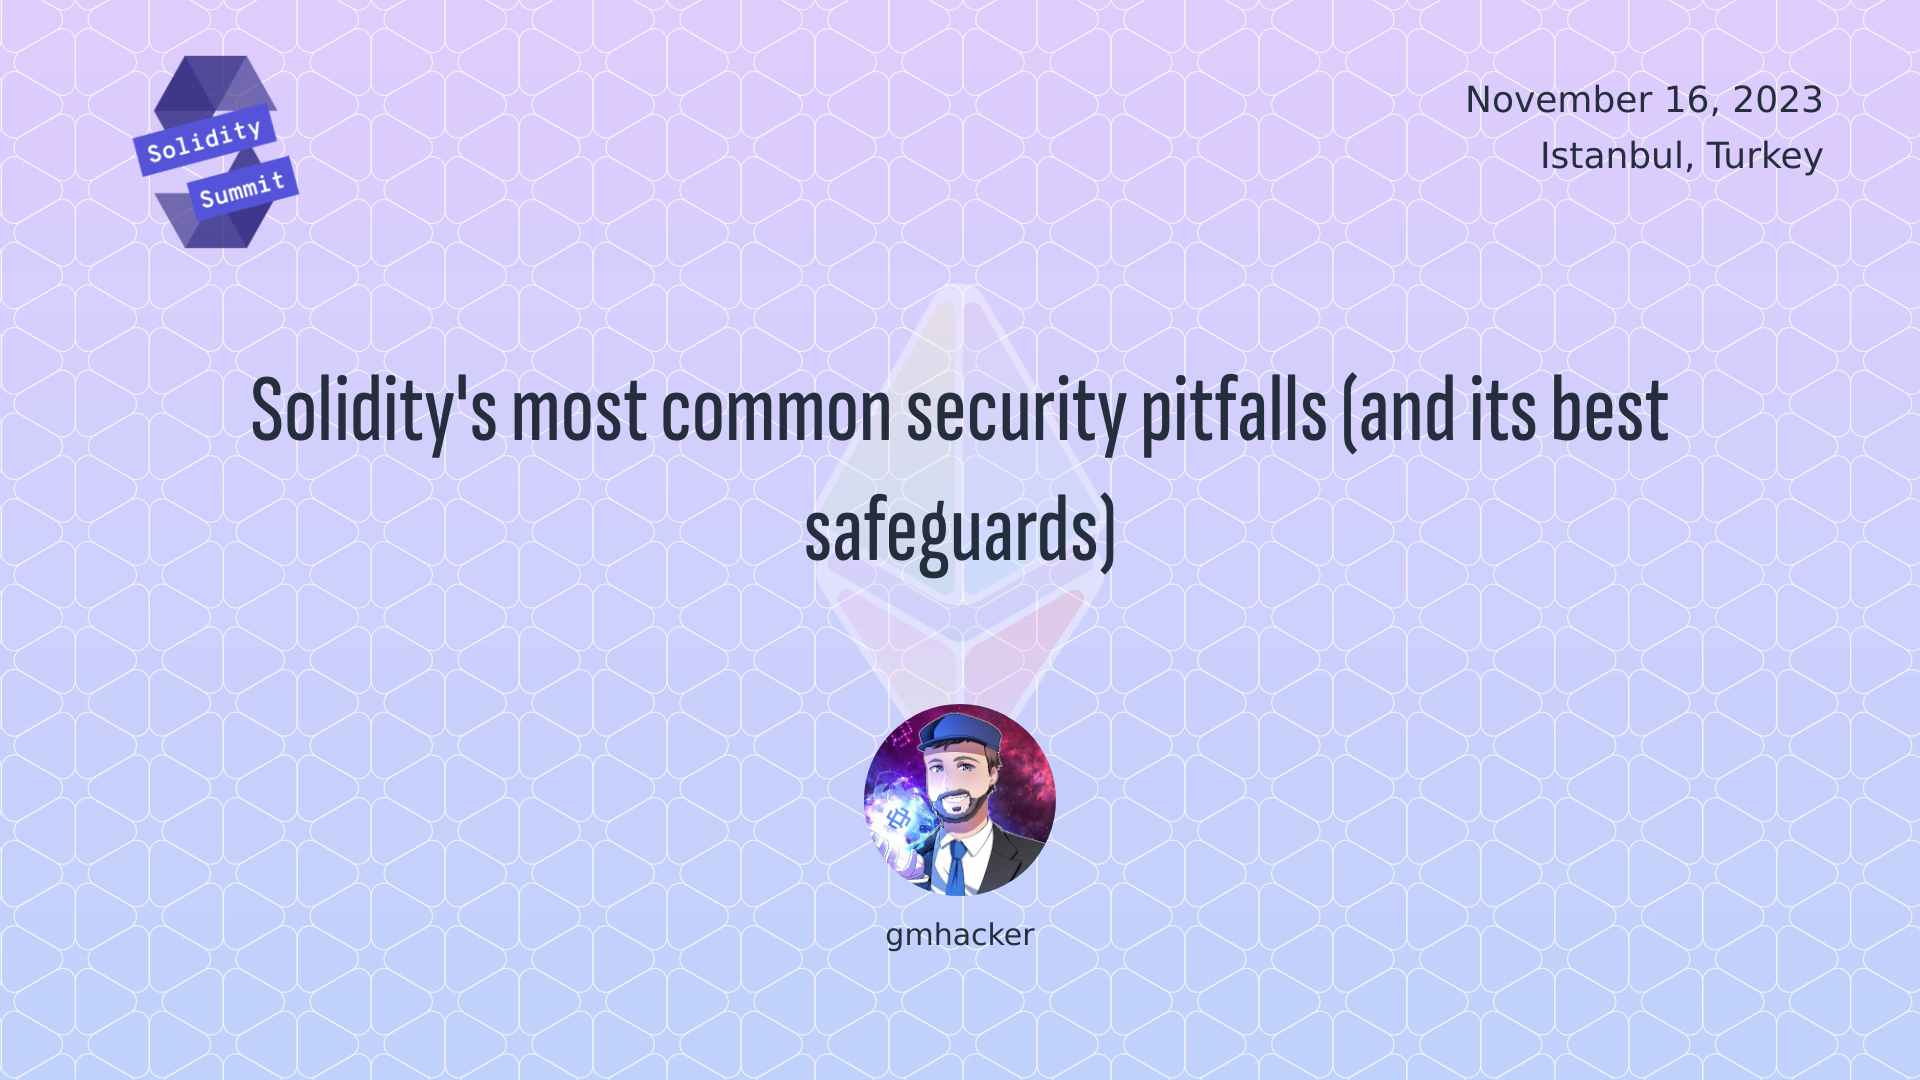 Solidity
Summit
November 16, 2023
Istanbul, Turkey
Solidity's most common security pitfalls (and its best
safeguards)
gmhacker